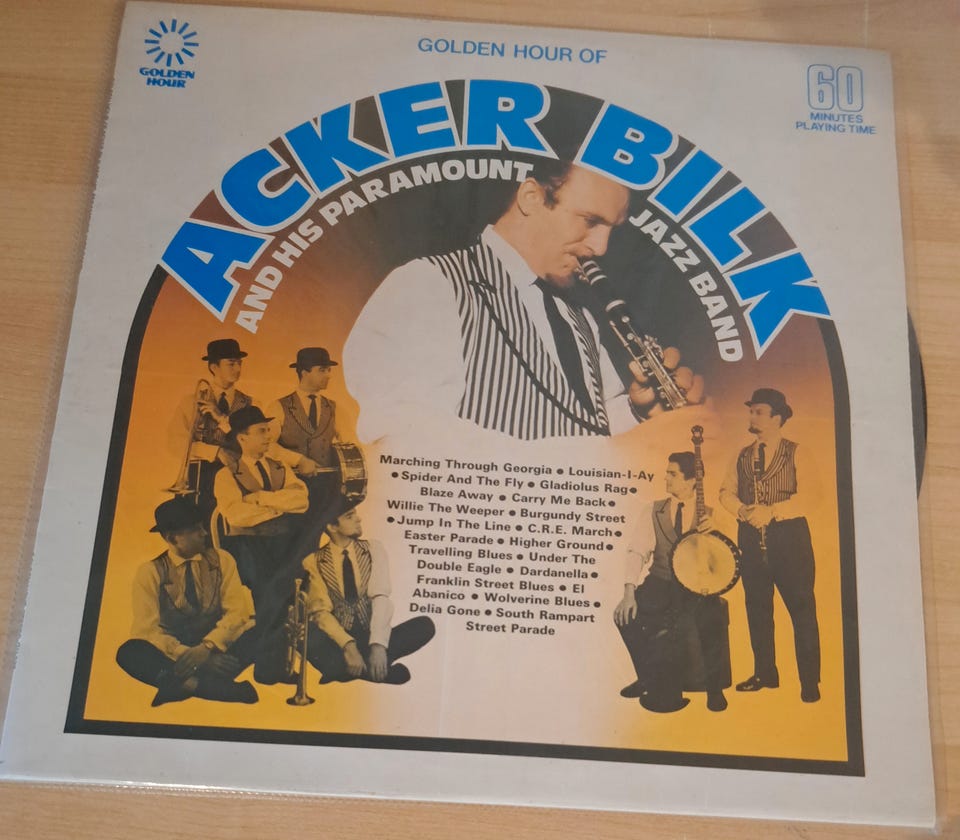 GOLDEN HOUR
GOLDEN HOUR OF
60
MINUTES
PLAYING TIME
ACKER BILK
AND HIS PARAMOUNT JAZZ BAND
Marching Through Georgia ● Louisian-I-Ay
● Spider And The Fly ● Gladiolus Rag ●
Blaze Away ● Carry Me Back ●
Willie The Weeper ● Burgundy Street
● Jump In The Line ● C.R.E. March ●
Easter Parade ● Higher Ground ●
Travelling Blues ● Under The
Double Eagle ● Dardanella ●
Franklin Street Blues ● El
Abanico ● Wolverine Blues ●
Delia Gone ● South Rampart
Street Parade